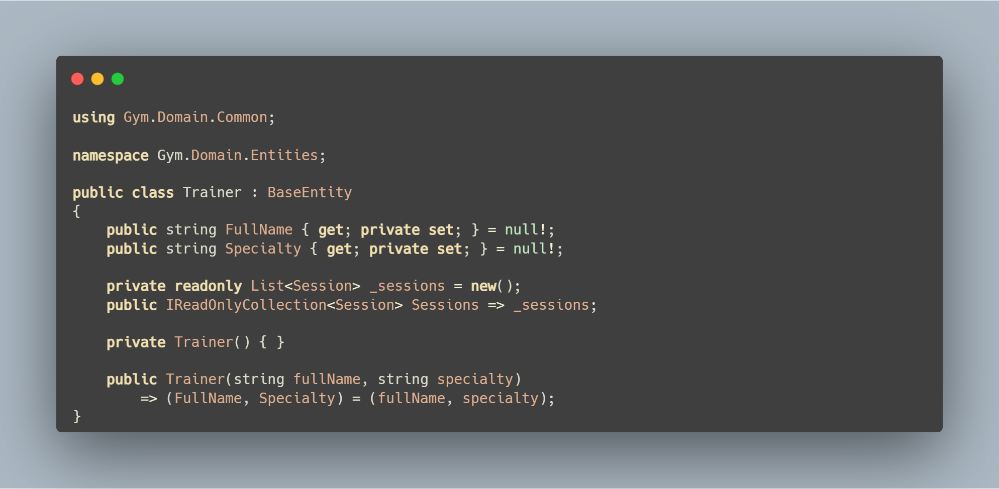 using Gym.Domain.Common;

namespace Gym.Domain.Entities;

public class Trainer : BaseEntity
{
    public string FullName { get; private set; } = null!;
    public string Specialty { get; private set; } = null!;

    private readonly List<Session> _sessions = new();
    public IReadOnlyCollection<Session> Sessions => _sessions;

    private Trainer() { }

    public Trainer(string fullName, string specialty)
        => (FullName, Specialty) = (fullName, specialty);
}